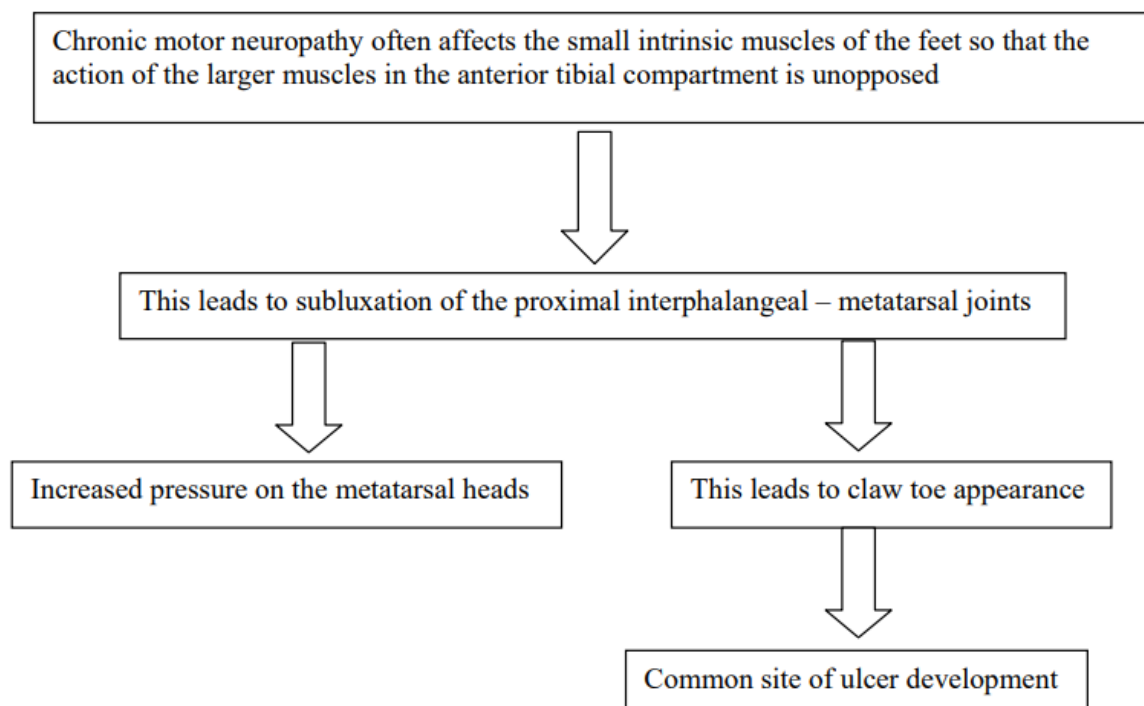 Chronic motor neuropathy often affects the small intrinsic muscles of the feet so that the
action of the larger muscles in the anterior tibial compartment is unopposed
This leads to subluxation of the proximal interphalangeal – metatarsal joints
Increased pressure on the metatarsal heads
This leads to claw toe appearance
Common site of ulcer development